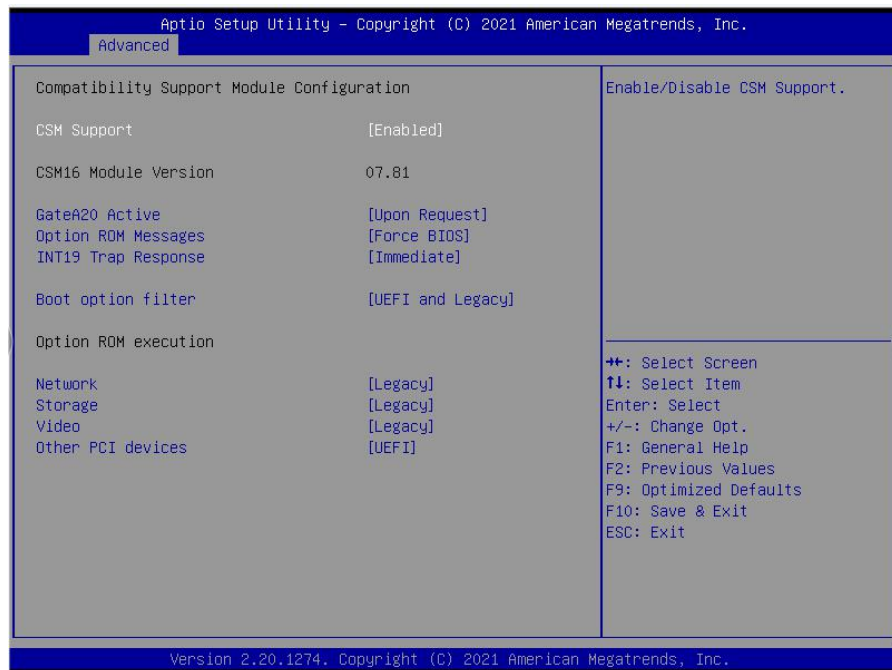 Aptio Setup Utility – Copyright (C) 2021 American Megatrends, Inc.
Advanced
Compatibility Support Module Configuration
CSM Support [Enabled]
CSM16 Module Version 07.81
GateA20 Active [Upon Request]
Option ROM Messages [Force BIOS]
INT19 Trap Response [Immediate]
Boot option filter [UEFI and Legacy]
Option ROM execution
Network [Legacy]
Storage [Legacy]
Video [Legacy]
Other PCI devices [UEFI]
Enable/Disable CSM Support.
→←: Select Screen
↑↓: Select Item
Enter: Select
+/-: Change Opt.
F1: General Help
F2: Previous Values
F9: Optimized Defaults
F10: Save & Exit
ESC: Exit
Version 2.20.1274. Copyright (C) 2021 American Megatrends, Inc.